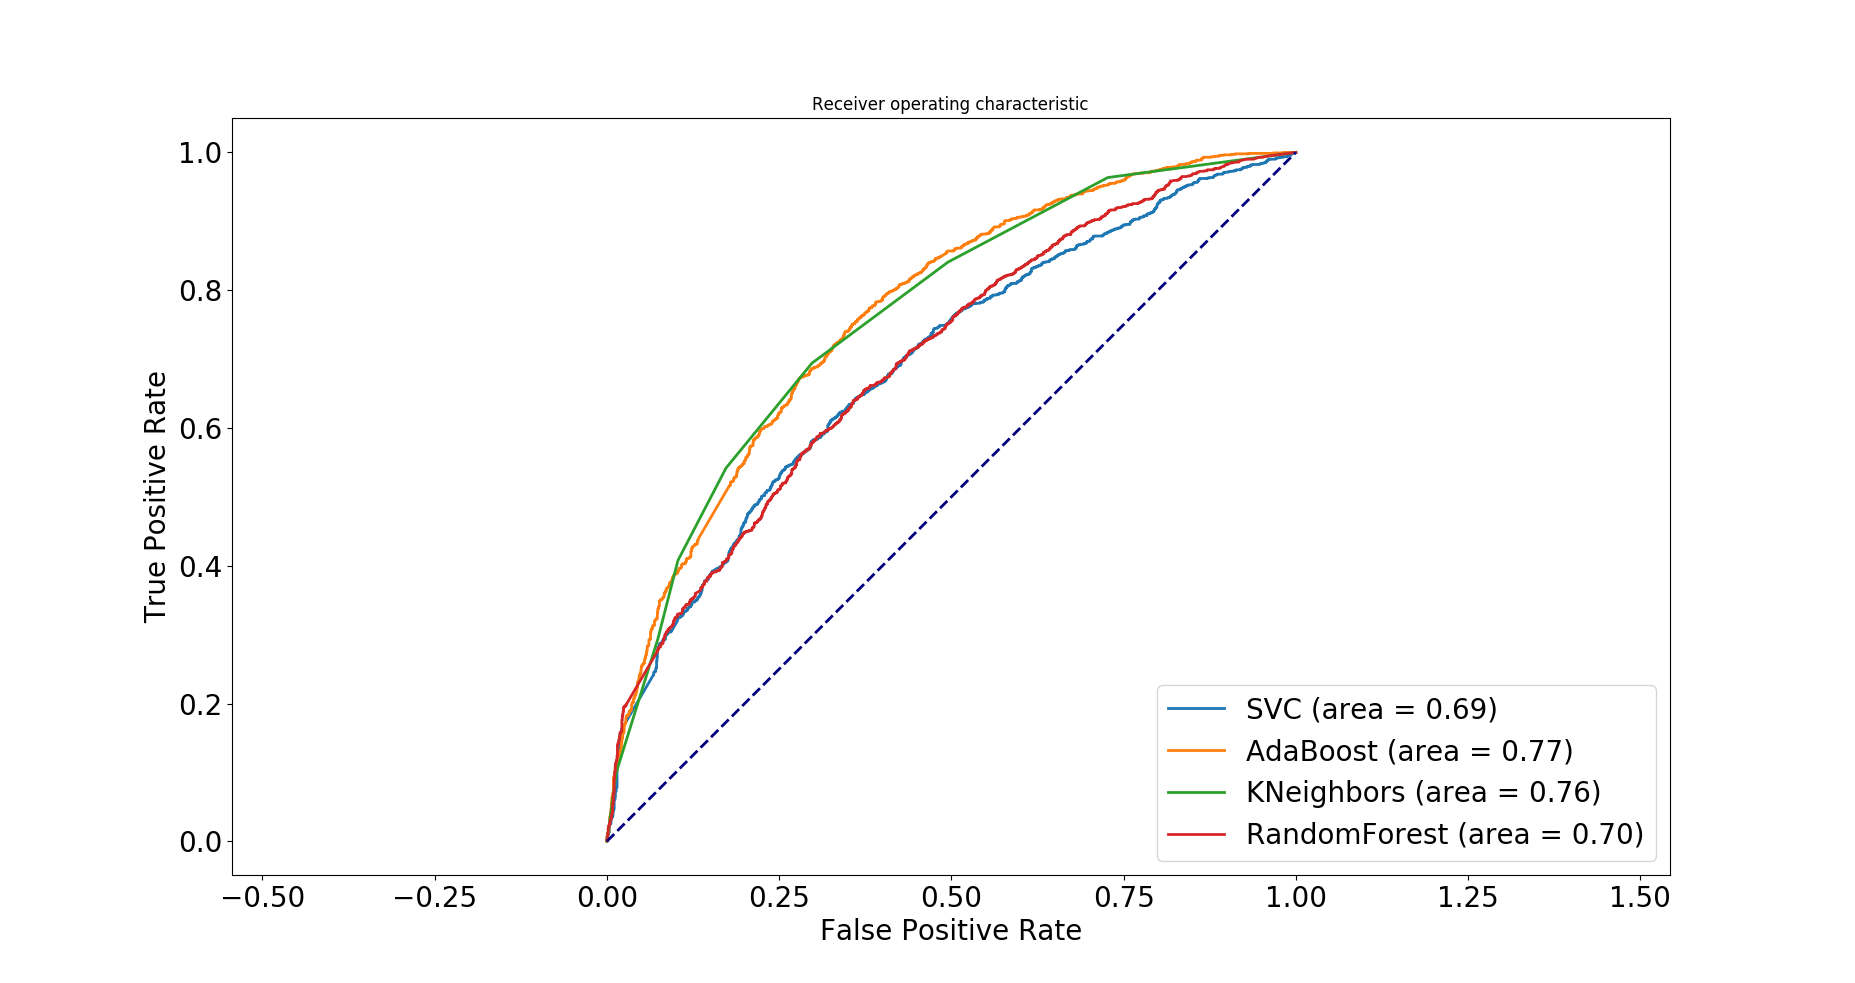 Receiver operating characteristic
1.0
0.8
0.6
0.4
0.2
0.0
True Positive Rate
SVC (area = 0.69)
AdaBoost (area = 0.77)
KNeighbors (area = 0.76)
RandomForest (area = 0.70)
−0.50 −0.25 0.00 0.25 0.50 0.75 1.00 1.25 1.50
False Positive Rate